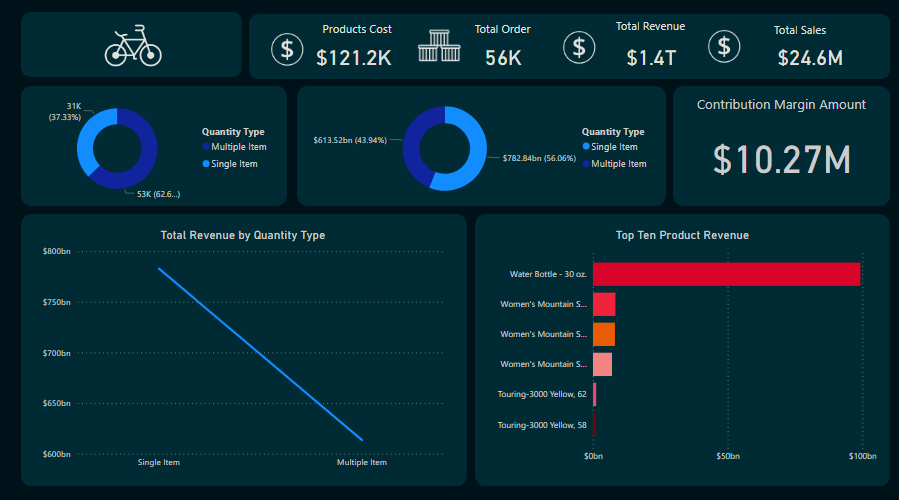 Products Cost
$121.2K
Total Order
56K
$
Total Revenue
$1.4T
$
Total Sales
$24.6M
$
31K
(37.33%)
53K (62.6...)
Quantity Type
Multiple Item
Single Item
$613.52bn (43.94%)
$782.84bn (56.06%)
Quantity Type
Single Item
Multiple Item
Contribution Margin Amount
$10.27M
Total Revenue by Quantity Type
$800bn
$750bn
$700bn
$650bn
$600bn
Single Item
Multiple Item
Top Ten Product Revenue
Water Bottle - 30 oz.
Women's Mountain S...
Women's Mountain S...
Women's Mountain S...
Touring-3000 Yellow, 62
Touring-3000 Yellow, 58
$0bn
$50bn
$100bn